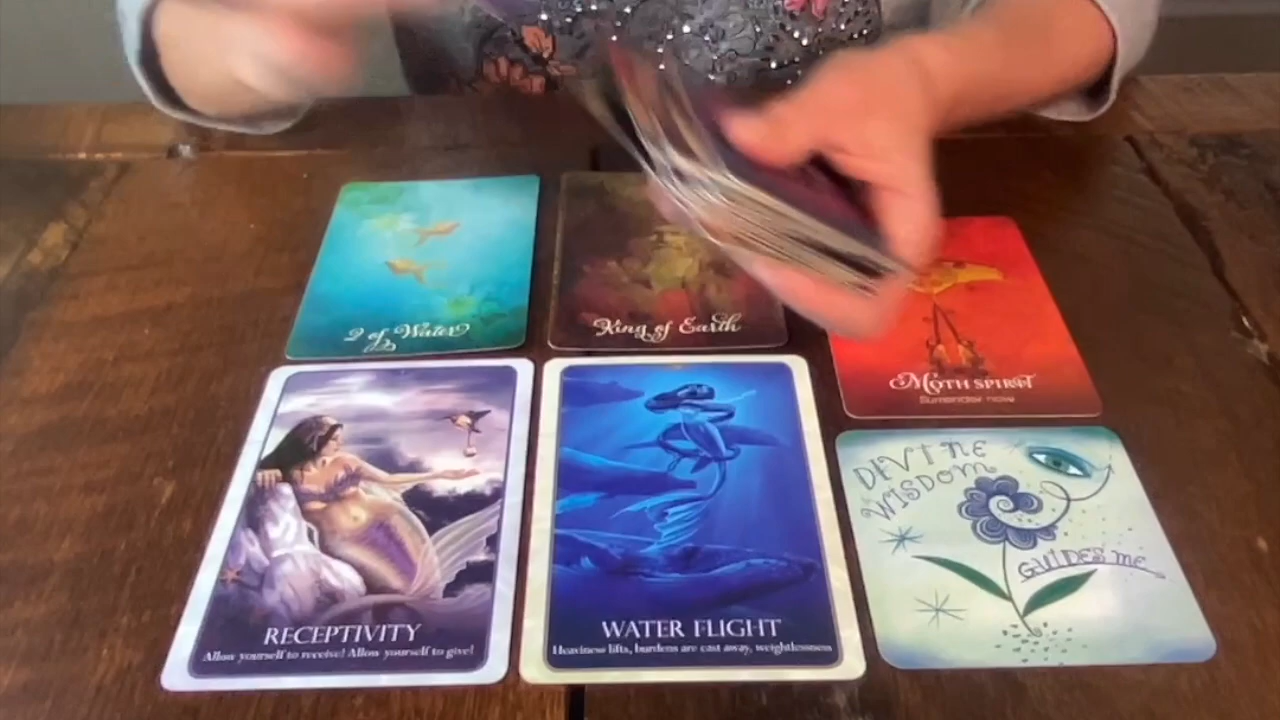 2 of Water
King of Earth
MOTH SPIRIT
Surrender now
RECEPTIVITY
Allow yourself to receive! Allow yourself to give!
WATER FLIGHT
Heaviness lifts, burdens are cast away, weightlessness
DIVINE
WISDOM
GUIDES ME